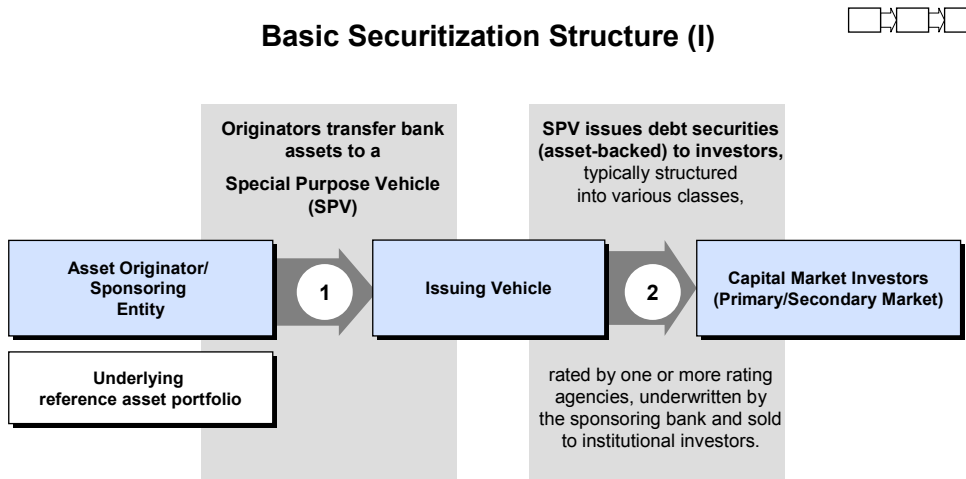 Basic Securitization Structure (I)
Originators transfer bank
assets to a
Special Purpose Vehicle
(SPV)
SPV issues debt securities
(asset-backed) to investors,
typically structured
into various classes,
Asset Originator/
Sponsoring
Entity
1
Issuing Vehicle
2
Capital Market Investors
(Primary/Secondary Market)
Underlying
reference asset portfolio
rated by one or more rating
agencies, underwritten by
the sponsoring bank and sold
to institutional investors.